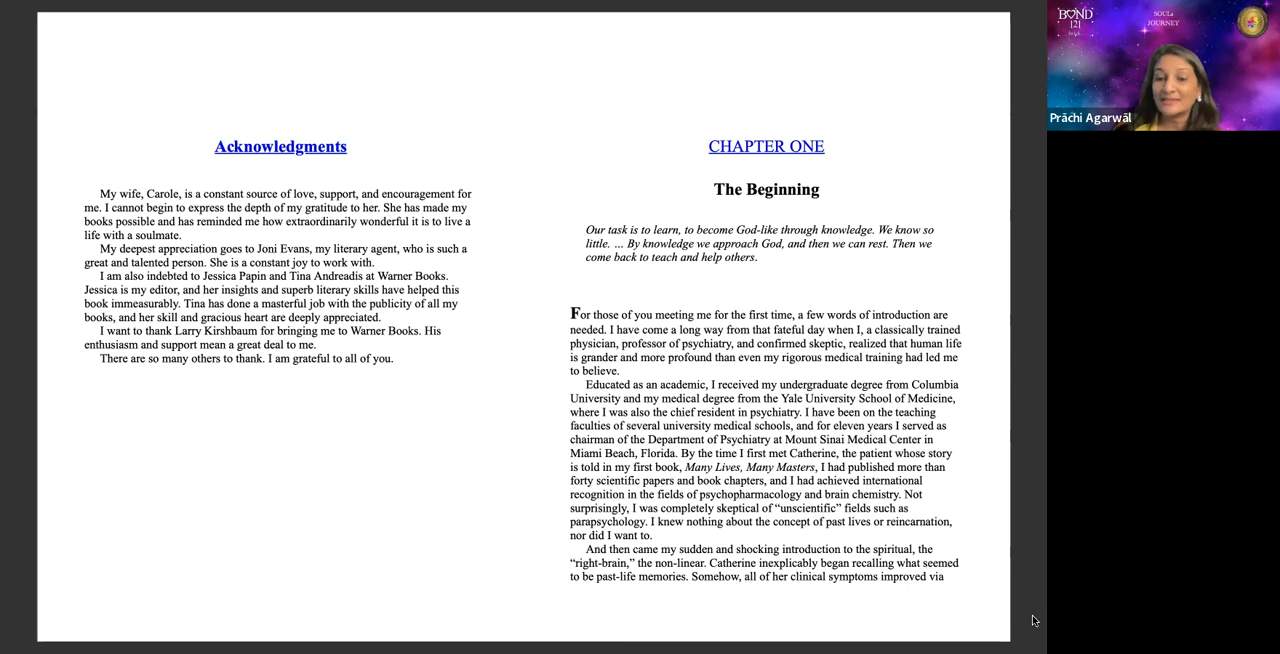 Acknowledgments
My wife, Carole, is a constant source of love, support, and encouragement for
me. I cannot begin to express the depth of my gratitude to her. She has made my
books possible and has reminded me how extraordinarily wonderful it is to live a
life with a soulmate.
My deepest appreciation goes to Joni Evans, my literary agent, who is such a
great and talented person. She is a constant joy to work with.
I am also indebted to Jessica Papin and Tina Andreadis at Warner Books.
Jessica is my editor, and her insights and superb literary skills have helped this
book immeasurably. Tina has done a masterful job with the publicity of all my
books, and her skill and gracious heart are deeply appreciated.
I want to thank Larry Kirshbaum for bringing me to Warner Books. His
enthusiasm and support mean a great deal to me.
There are so many others to thank. I am grateful to all of you.
CHAPTER ONE
The Beginning
Our task is to learn, to become God-like through knowledge. We know so
little. ... By knowledge we approach God, and then we can rest. Then we
come back to teach and help others.
For those of you meeting me for the first time, a few words of introduction are
needed. I have come a long way from that fateful day when I, a classically trained
physician, professor of psychiatry, and confirmed skeptic, realized that human life
is grander and more profound than even my rigorous medical training had led me
to believe.
Educated as an academic, I received my undergraduate degree from Columbia
University and my medical degree from the Yale University School of Medicine,
where I was also the chief resident in psychiatry. I have been on the teaching
faculties of several university medical schools, and for eleven years I served as
chairman of the Department of Psychiatry at Mount Sinai Medical Center in
Miami Beach, Florida. By the time I first met Catherine, the patient whose story
is told in my first book, Many Lives, Many Masters, I had published more than
forty scientific papers and book chapters, and I had achieved international
recognition in the fields of psychopharmacology and brain chemistry. Not
surprisingly, I was completely skeptical of “unscientific” fields such as
parapsychology. I knew nothing about the concept of past lives or reincarnation,
nor did I want to.
And then came my sudden and shocking introduction to the spiritual, the
“right-brain,” the non-linear. Catherine inexplicably began recalling what seemed
to be past-life memories. Somehow, all of her clinical symptoms improved via
BOND
121
SOULs
JOURNEY
Prāchi Agarwāl